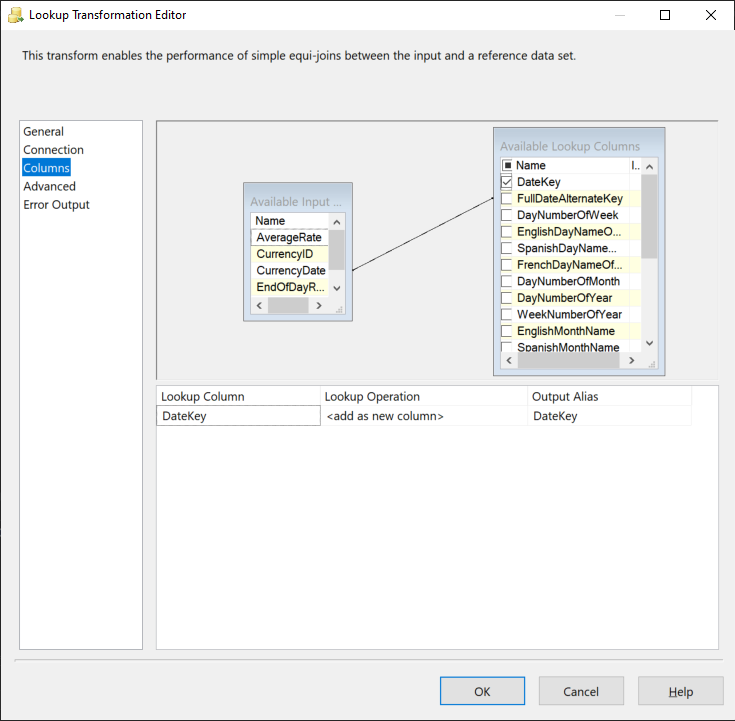 Lookup Transformation Editor
This transform enables the performance of simple equi-joins between the input and a reference data set.
General
Connection
Columns
Advanced
Error Output
Available Input ...
Name
AverageRate
CurrencyID
CurrencyDate
EndOfDayR...
Available Lookup Columns
Name I..
DateKey
FullDateAlternateKey
DayNumberOfWeek
EnglishDayNameO...
SpanishDayName...
FrenchDayNameOf...
DayNumberOfMonth
DayNumberOfYear
WeekNumberOfYear
EnglishMonthName
SpanishMonthName
Lookup Column Lookup Operation Output Alias
DateKey <add as new column> DateKey
OK Cancel Help